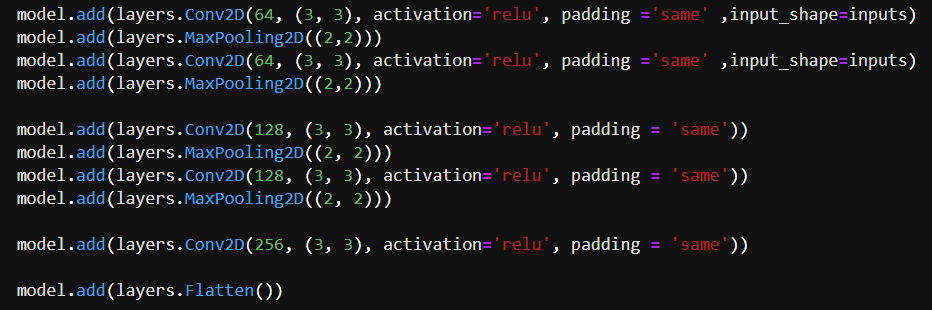 model.add(layers.Conv2D(64, (3, 3), activation='relu', padding ='same' ,input_shape=inputs)
model.add(layers.MaxPooling2D((2,2)))
model.add(layers.Conv2D(64, (3, 3), activation='relu', padding ='same' ,input_shape=inputs)
model.add(layers.MaxPooling2D((2,2)))
model.add(layers.Conv2D(128, (3, 3), activation='relu', padding = 'same'))
model.add(layers.MaxPooling2D((2, 2)))
model.add(layers.Conv2D(128, (3, 3), activation='relu', padding = 'same'))
model.add(layers.MaxPooling2D((2, 2)))
model.add(layers.Conv2D(256, (3, 3), activation='relu', padding = 'same'))
model.add(layers.Flatten())